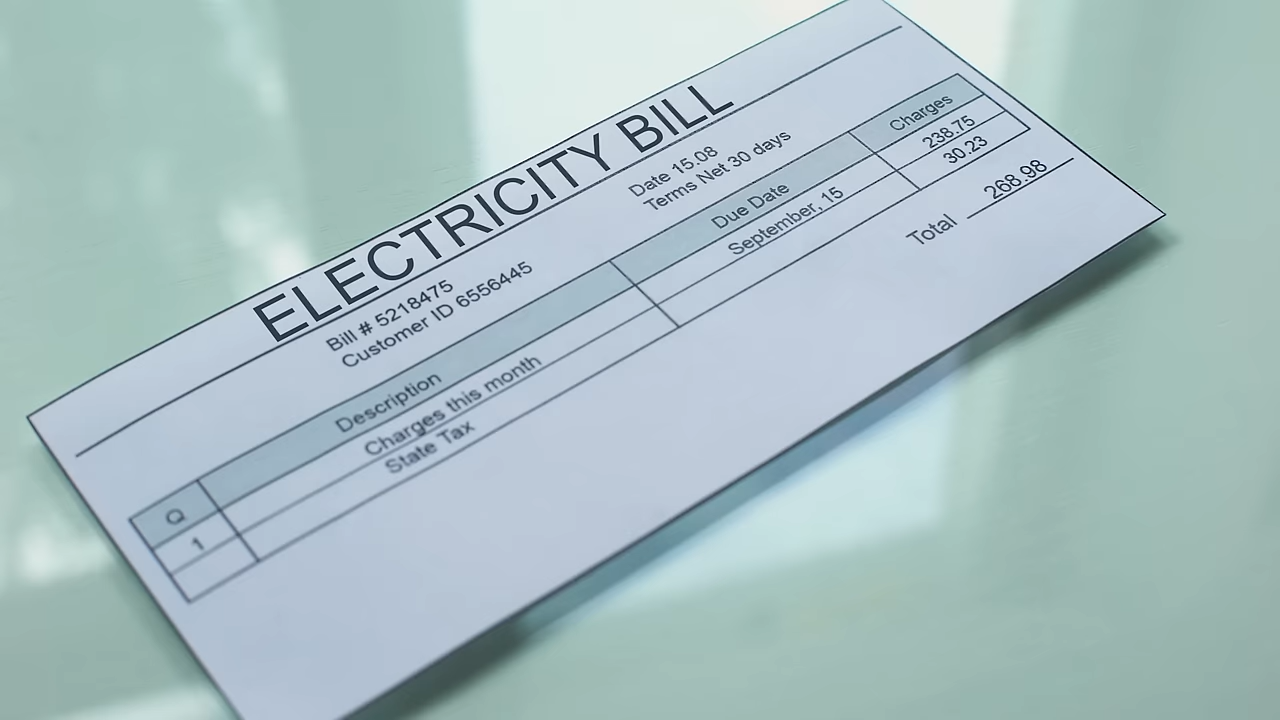 ELECTRICITY BILL
Bill # 5218475
Customer ID 6556445
Date 15.08
Terms Net 30 days
Q Description Due Date Charges
1 Charges this month September, 15 238.75
State Tax 30.23
Total 268.98